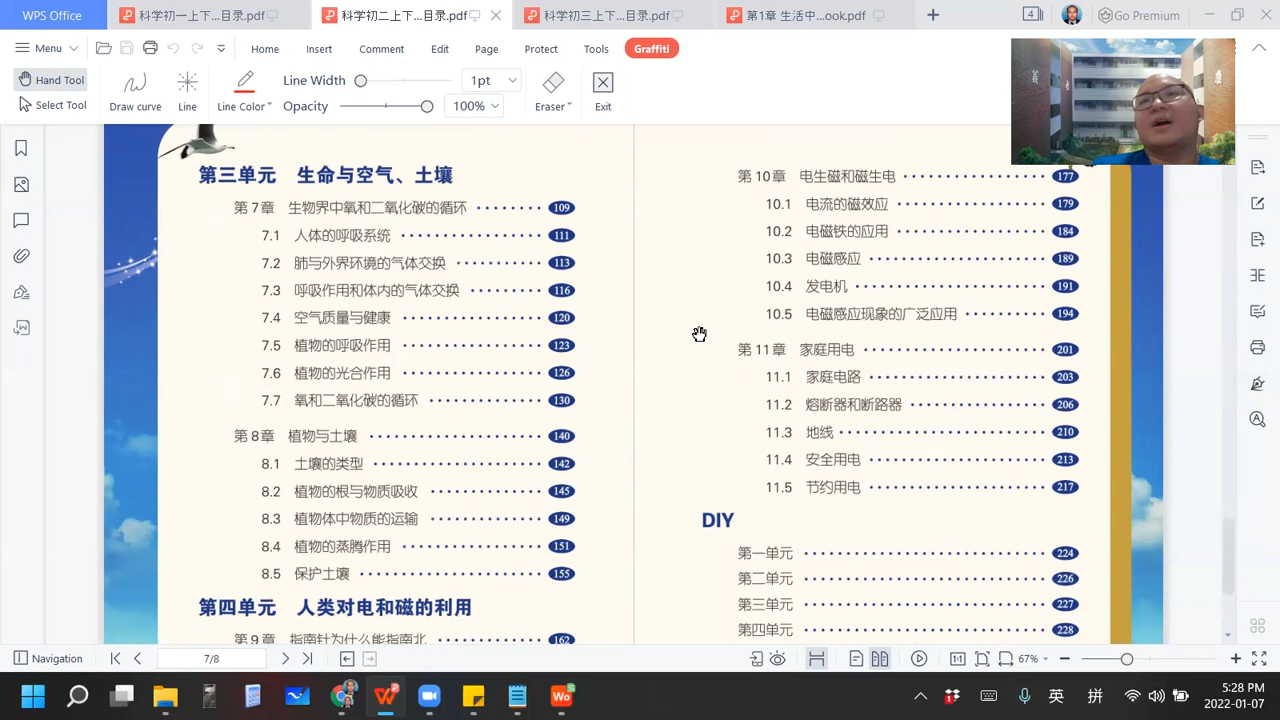 WPS Office
科学初一上下...目录.pdf
科学初二上下...目录.pdf
科学初三上下...目录.pdf
第1章 生活中...ook.pdf
4
Go Premium
Menu
Home
Insert
Comment
Edit
Page
Protect
Tools
Graffiti
Hand Tool
Select Tool
Draw curve
Line
Line Color
Line Width
1pt
Opacity
100%
Eraser
Exit
第三单元 生命与空气、土壤
第7章 生物界中氧和二氧化碳的循环 109
7.1 人体的呼吸系统 111
7.2 肺与外界环境的气体交换 113
7.3 呼吸作用和体内的气体交换 116
7.4 空气质量与健康 120
7.5 植物的呼吸作用 123
7.6 植物的光合作用 126
7.7 氧和二氧化碳的循环 130
第8章 植物与土壤 140
8.1 土壤的类型 142
8.2 植物的根与物质吸收 145
8.3 植物体中物质的运输 149
8.4 植物的蒸腾作用 151
8.5 保护土壤 155
第四单元 人类对电和磁的利用
第9章 指南针为什么能指南北 162
第10章 电生磁和磁生电 177
10.1 电流的磁效应 179
10.2 电磁铁的应用 184
10.3 电磁感应 189
10.4 发电机 191
10.5 电磁感应现象的广泛应用 194
第11章 家庭用电 201
11.1 家庭电路 203
11.2 熔断器和断路器 206
11.3 地线 210
11.4 安全用电 213
11.5 节约用电 217
DIY
第一单元 224
第二单元 226
第三单元 227
第四单元 228
Navigation
7/8
67%
英
拼
5:28 PM
2022-01-07